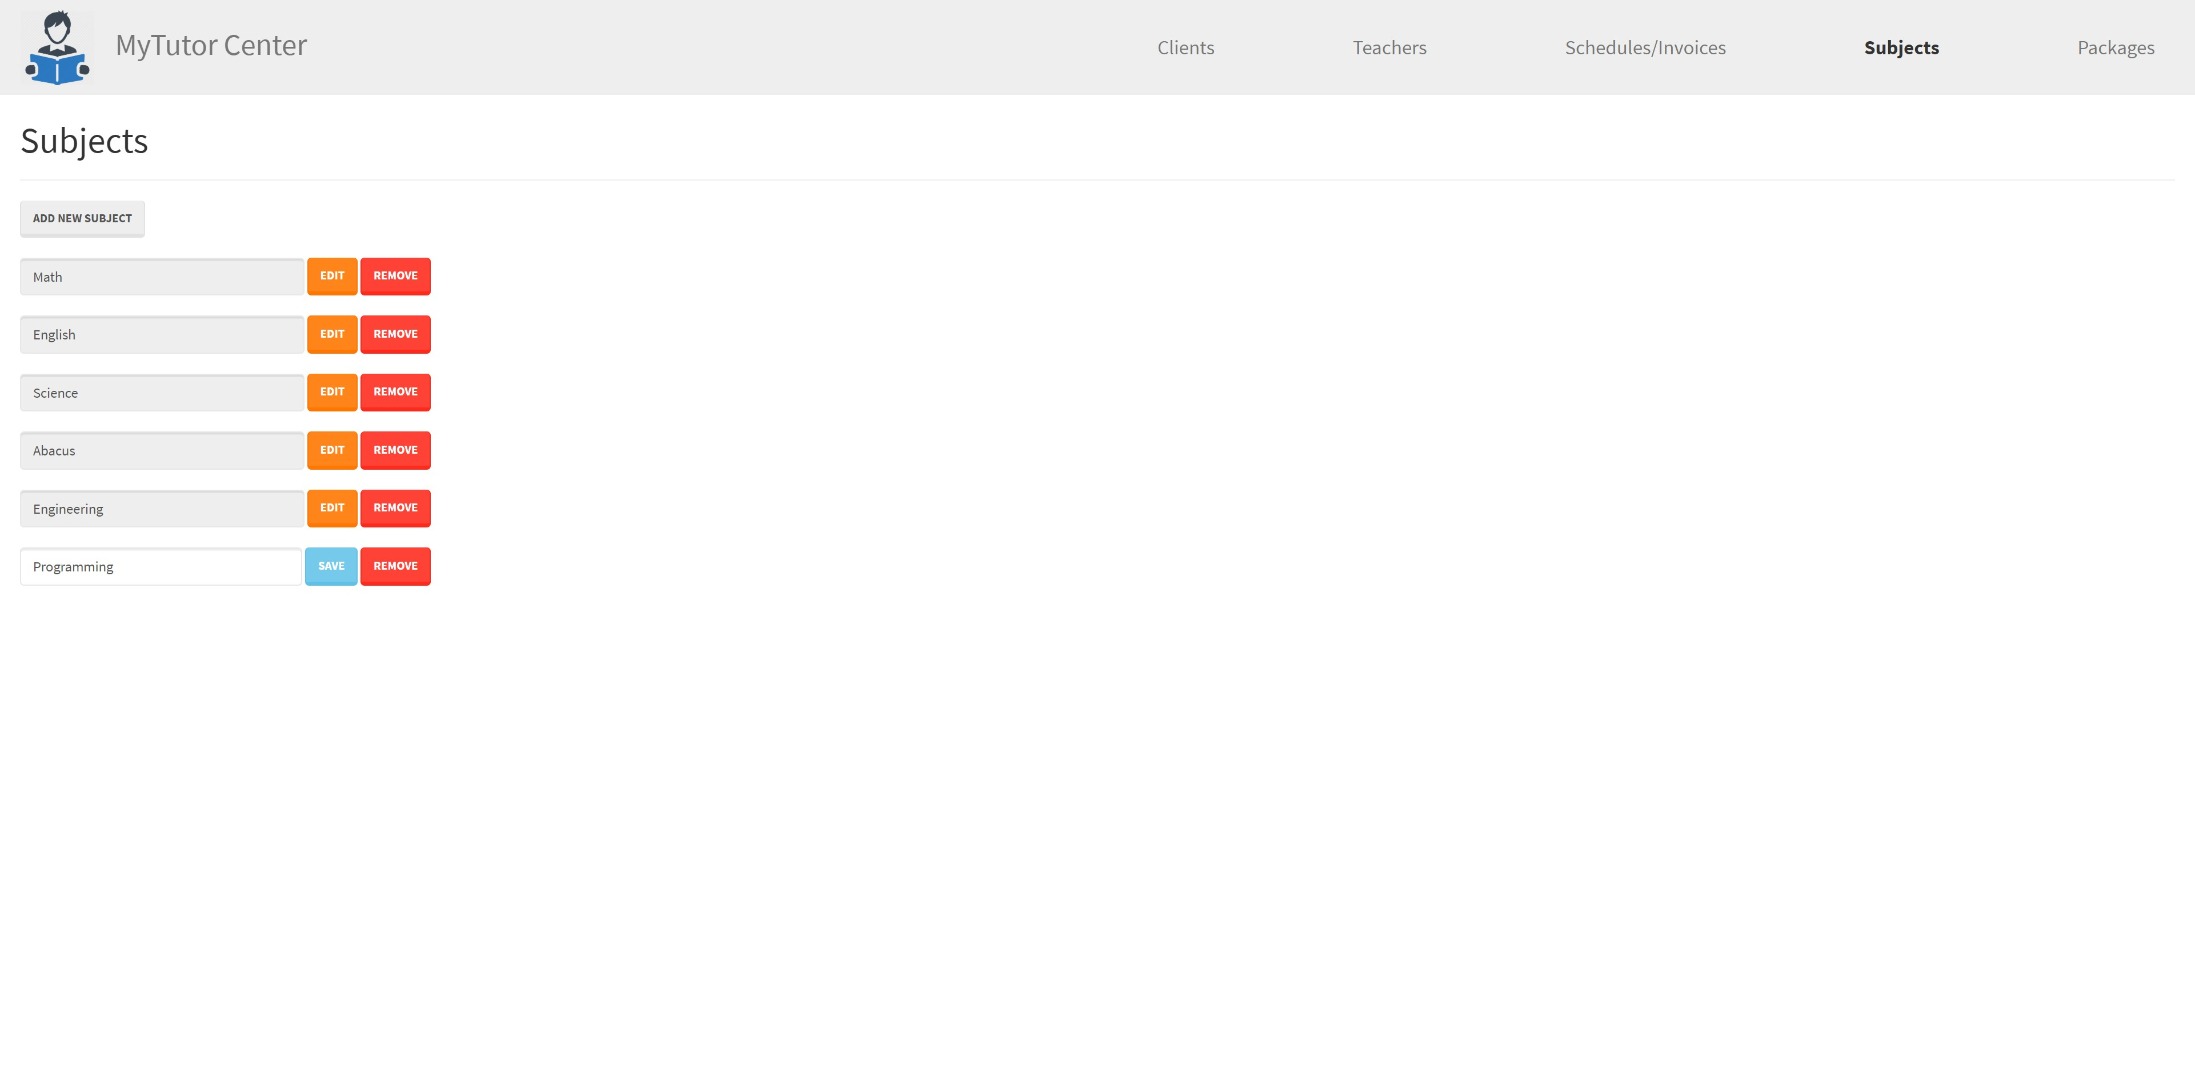 MyTutor Center
Clients Teachers Schedules/Invoices Subjects Packages
Subjects
ADD NEW SUBJECT
Math EDIT REMOVE
English EDIT REMOVE
Science EDIT REMOVE
Abacus EDIT REMOVE
Engineering EDIT REMOVE
Programming SAVE REMOVE